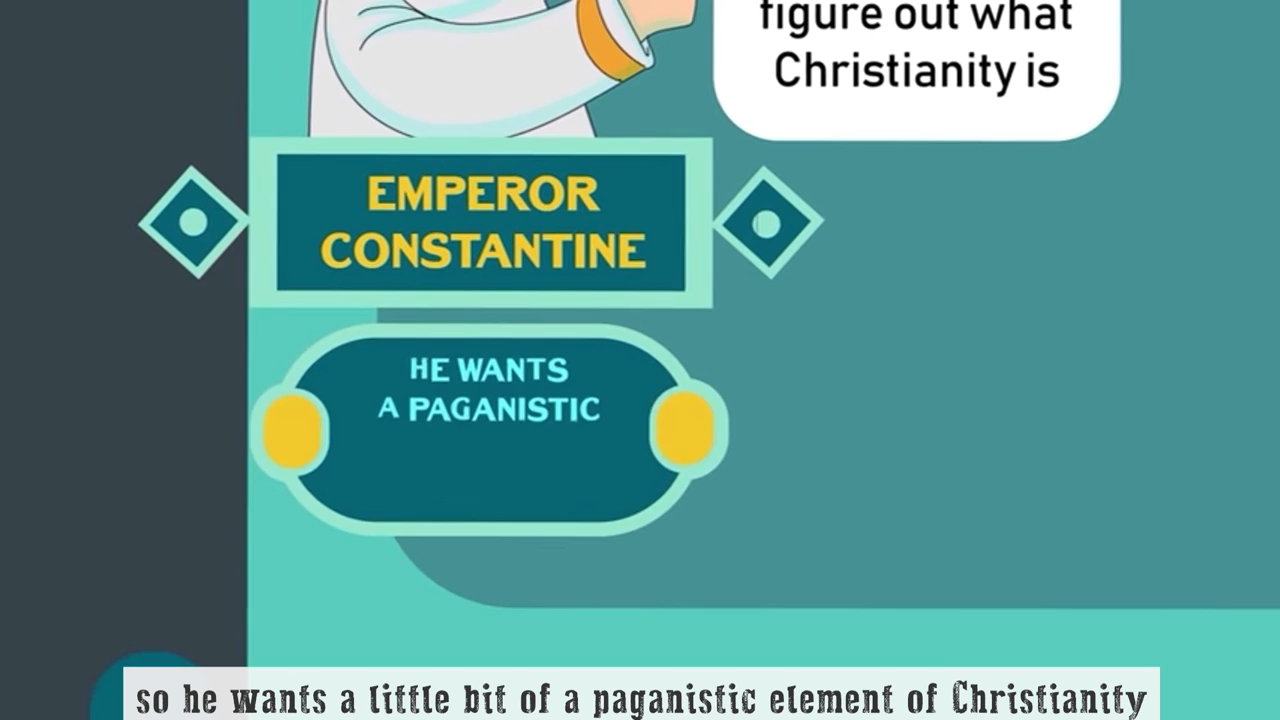 figure out what
Christianity is
EMPEROR
CONSTANTINE
HE WANTS
A PAGANISTIC
so he wants a little bit of a paganistic element of Christianity